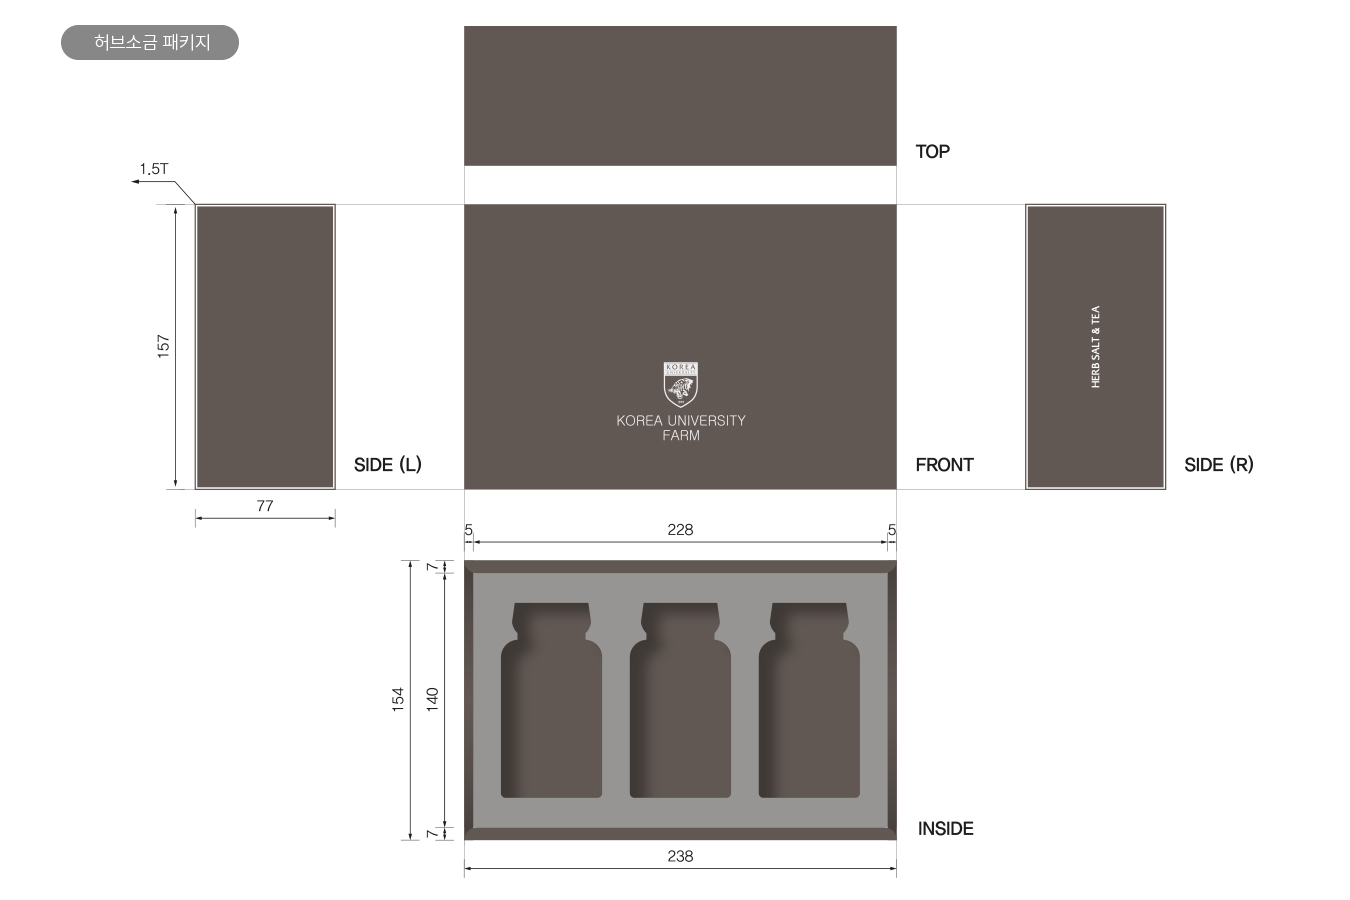 허브소금 패키지
TOP
1.5T
157
77
SIDE (L)
KOREA
KOREA UNIVERSITY
FARM
FRONT
HERB SALT & TEA
SIDE (R)
5
228
5
7
154
140
7
238
INSIDE